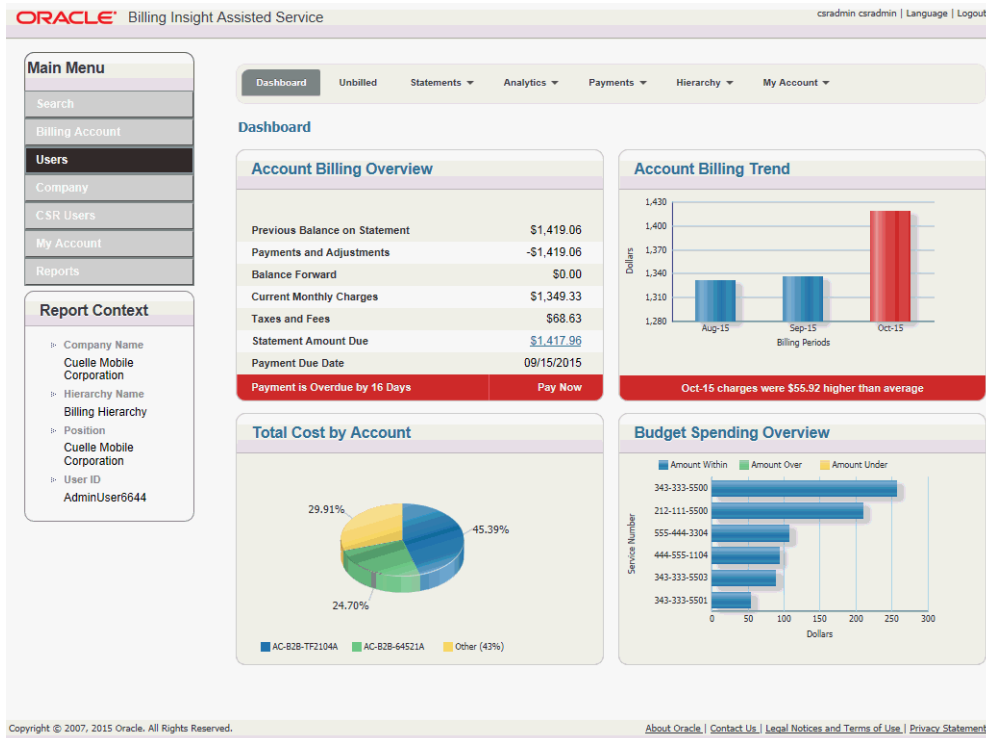 ORACLE® Billing Insight Assisted Service
csradmin csradmin | Language | Logout
Main Menu
Search
Billing Account
Users
Company
CSR Users
My Account
Reports
Report Context
Company Name
Cuelle Mobile
Corporation
Hierarchy Name
Billing Hierarchy
Position
Cuelle Mobile
Corporation
User ID
AdminUser6644
Dashboard Unbilled Statements Analytics Payments Hierarchy My Account
Dashboard
Account Billing Overview
Previous Balance on Statement $1,419.06
Payments and Adjustments -$1,419.06
Balance Forward $0.00
Current Monthly Charges $1,349.33
Taxes and Fees $68.63
Statement Amount Due $1,417.96
Payment Due Date 09/15/2015
Payment is Overdue by 16 Days Pay Now
Account Billing Trend
1,430
1,400
1,370
1,340
1,310
1,280
Dollars
Aug-15 Sep-15 Oct-15
Billing Periods
Oct-15 charges were $55.92 higher than average
Total Cost by Account
29.91%
45.39%
24.70%
AC-B2B-TF2104A AC-B2B-64521A Other (43%)
Budget Spending Overview
Amount Within Amount Over Amount Under
Service Number
343-333-5500
212-111-5500
555-444-3304
444-555-1104
343-333-5503
343-333-5501
0 50 100 150 200 250 300
Dollars
Copyright © 2007, 2015 Oracle. All Rights Reserved.
About Oracle | Contact Us | Legal Notices and Terms of Use | Privacy Statement